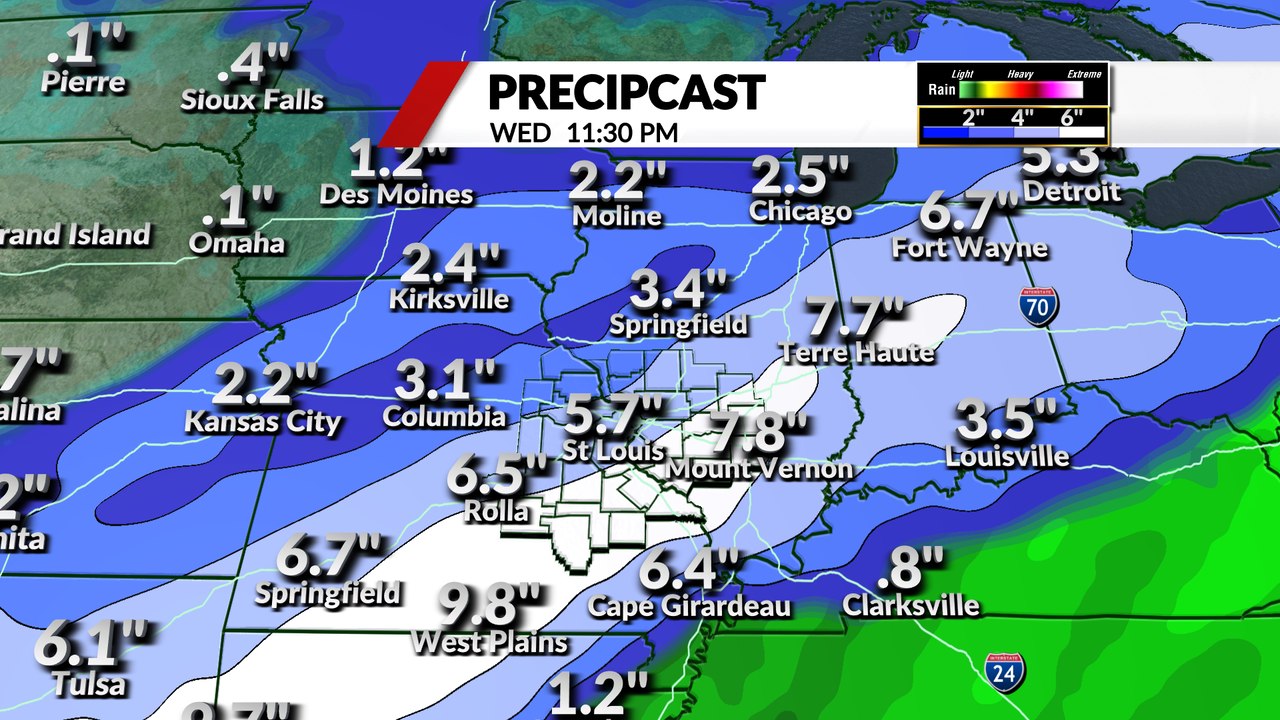 .1"
Pierre
.4"
Sioux Falls
PRECIPCAST
WED 11:30 PM
Light Heavy Extreme
Rain
2" 4" 6"
1.2"
Des Moines
2.2"
Moline
2.5"
Chicago
5.3"
Detroit
.1"
Omaha
6.7"
Fort Wayne
rand Island
2.4"
Kirksville
3.4"
Springfield
7.7"
Terre Haute
INTERSTATE
70
7"
alina
2.2"
Kansas City
3.1"
Columbia
5.7"
St Louis
7.8"
Mount Vernon
3.5"
Louisville
2"
hita
6.5"
Rolla
6.7"
Springfield
9.8"
West Plains
6.4"
Cape Girardeau
.8"
Clarksville
6.1"
Tulsa
1.2"
INTERSTATE
24